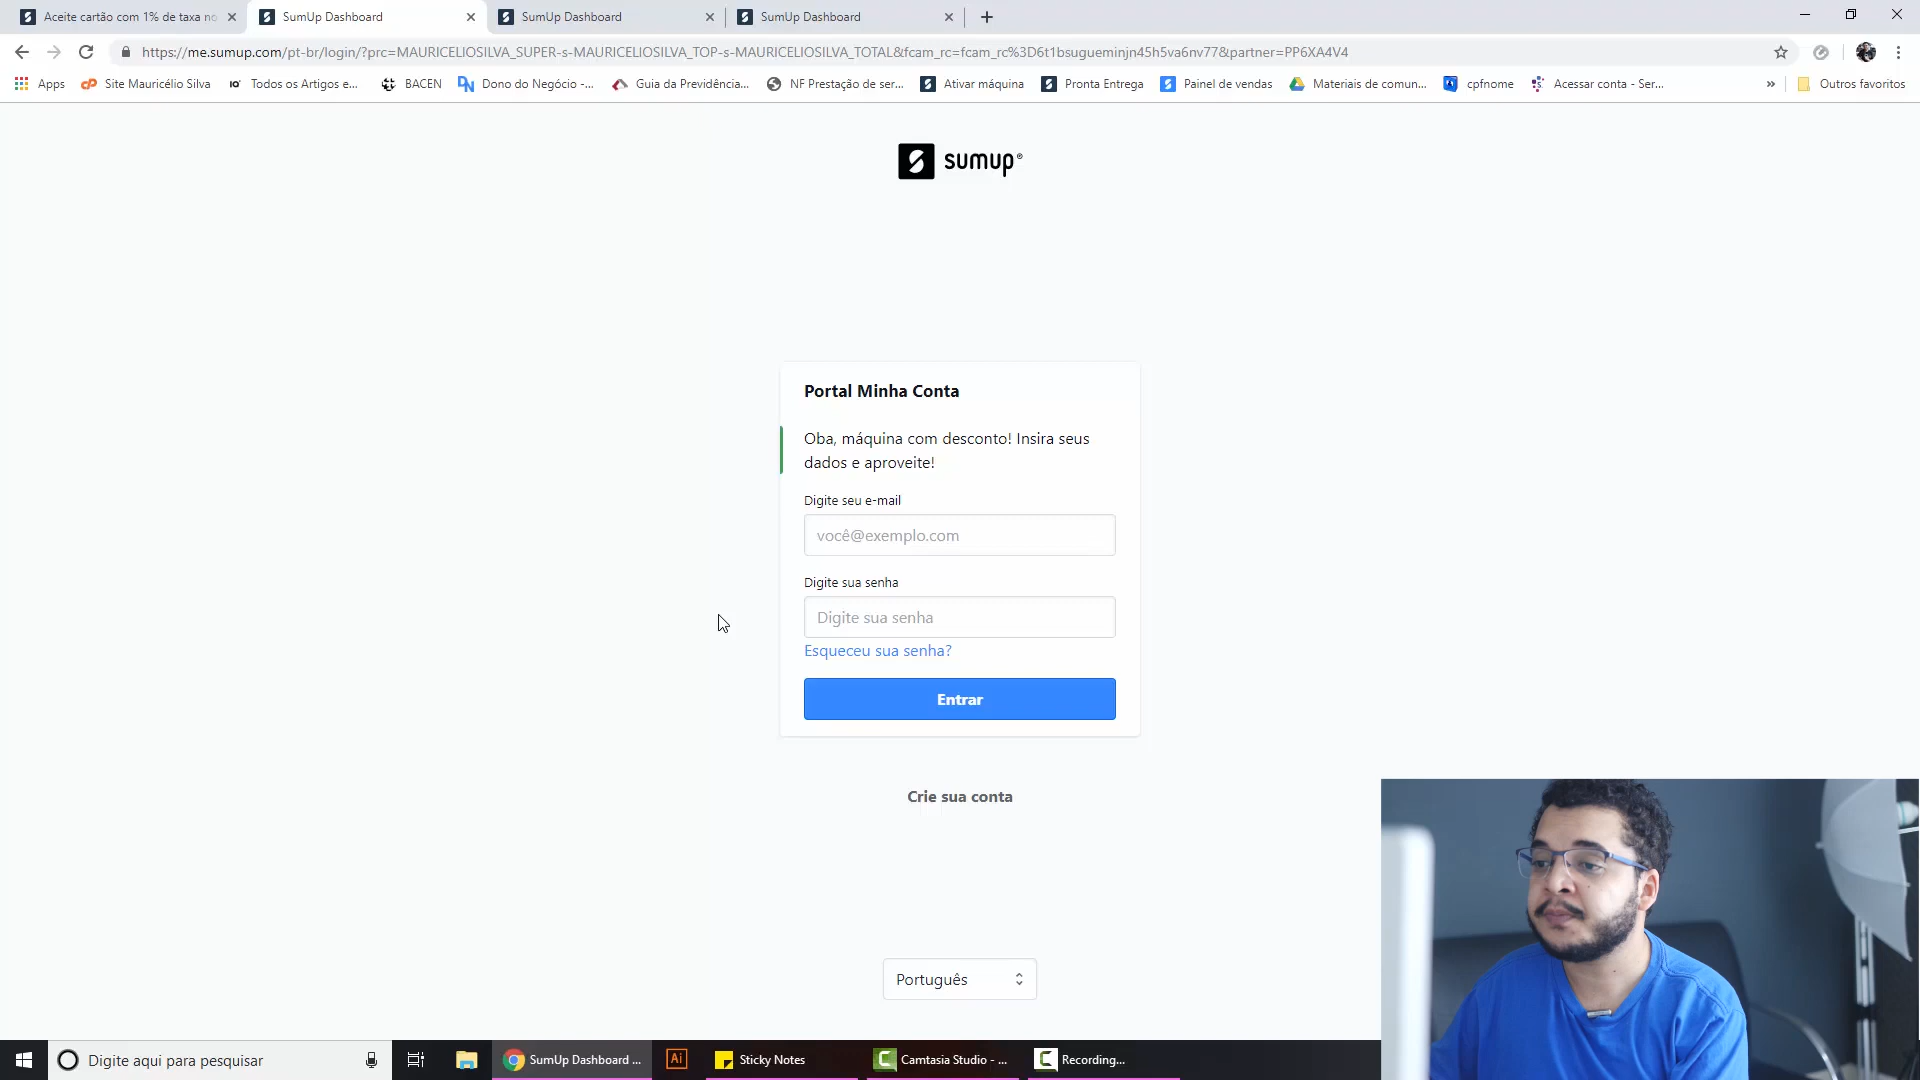 Aceite cartão com 1% de taxa no
SumUp Dashboard
SumUp Dashboard
SumUp Dashboard
https://me.sumup.com/pt-br/login/?prc=MAURICELIOSILVA_SUPER-s-MAURICELIOSILVA_TOP-s-MAURICELIOSILVA_TOTAL&fcam_rc=fcam_rc%3D6t1bsugueminjn45h5va6nv77&partner=PP6XA4V4
Apps
Site Mauricélio Silva
Todos os Artigos e...
BACEN
Dono do Negócio -...
Guia da Previdência...
NF Prestação de ser...
Ativar máquina
Pronta Entrega
Painel de vendas
Materiais de comun...
cpfnome
Acessar conta - Ser...
»
Outros favoritos
sumup®
Portal Minha Conta
Oba, máquina com desconto! Insira seus
dados e aproveite!
Digite seu e-mail
você@exemplo.com
Digite sua senha
Digite sua senha
Esqueceu sua senha?
Entrar
Crie sua conta
Português
Digite aqui para pesquisar
SumUp Dashboard ...
Ai
Sticky Notes
Camtasia Studio - ...
Recording...